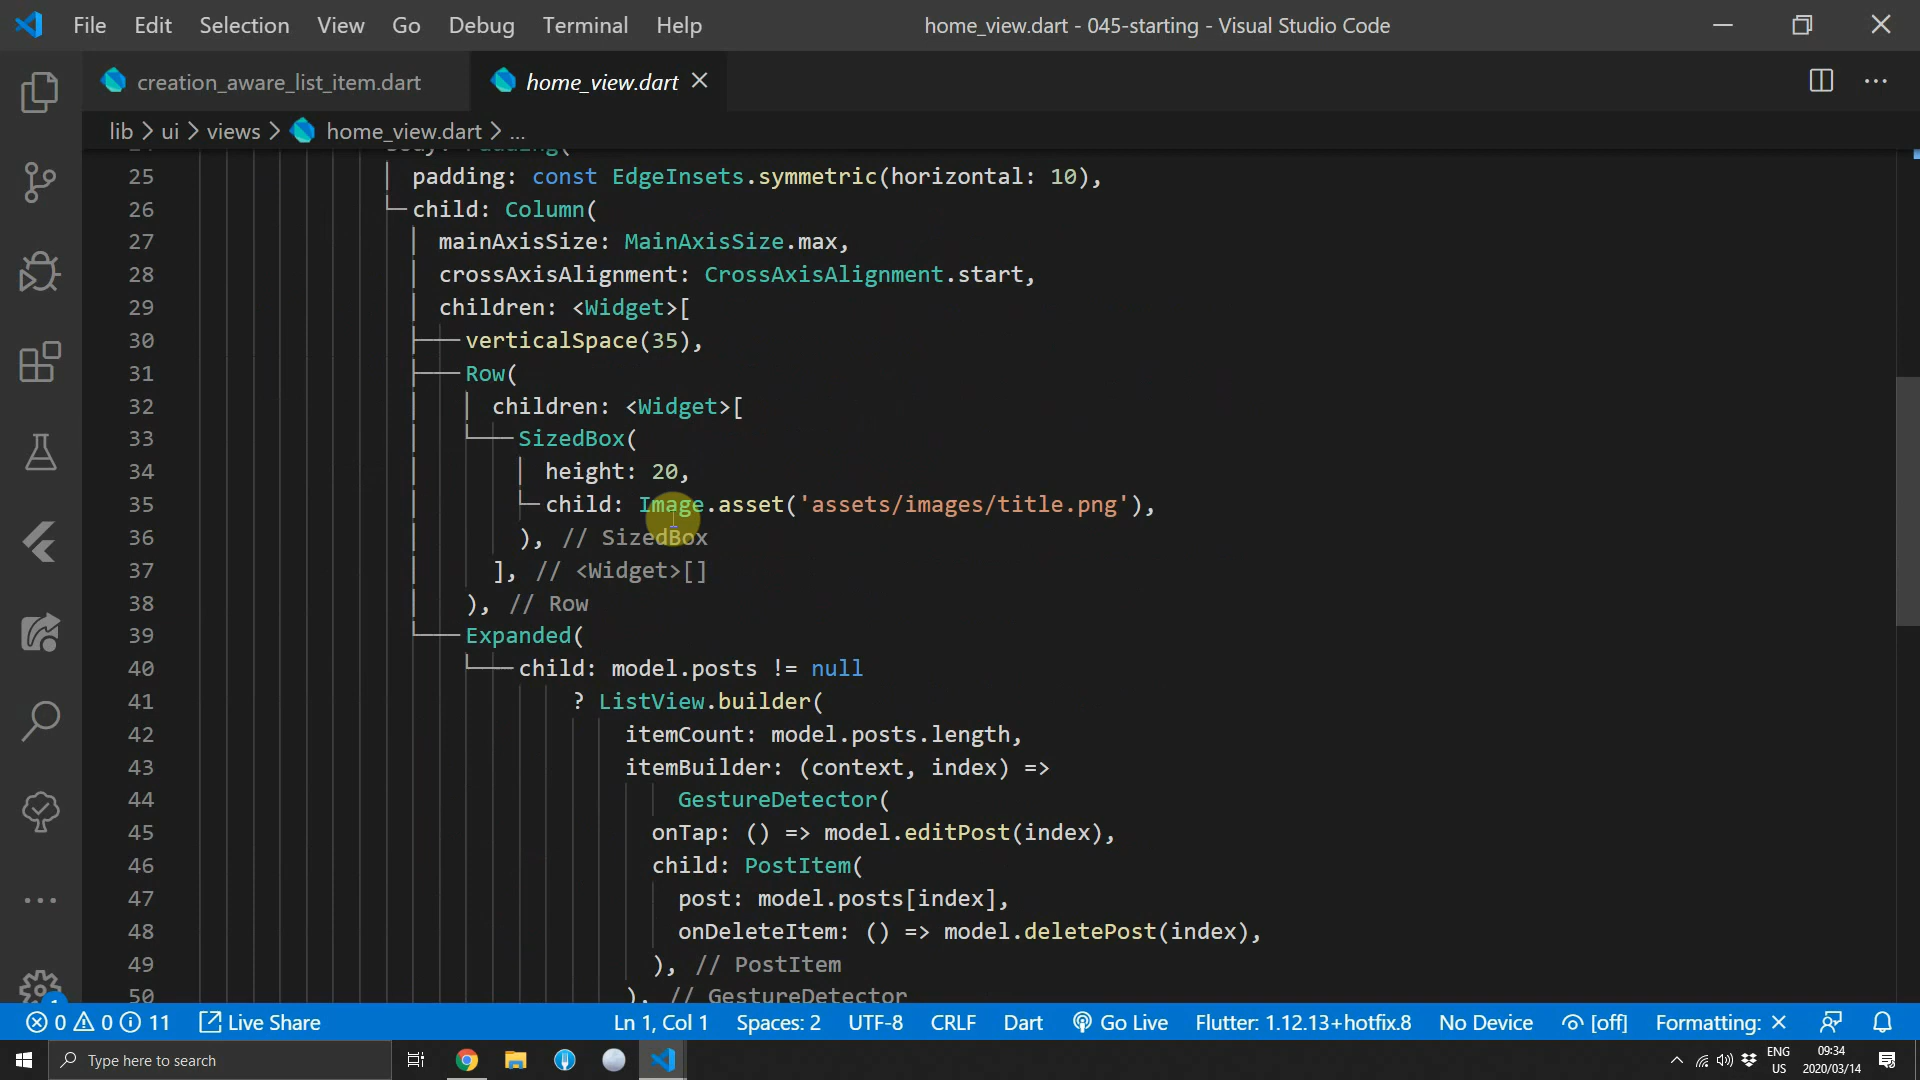 File Edit Selection View Go Debug Terminal Help home_view.dart - 045-starting - Visual Studio Code
creation_aware_list_item.dart home_view.dart
lib > ui > views > home_view.dart > ...
24 body: Padding(
25 padding: const EdgeInsets.symmetric(horizontal: 10),
26 child: Column(
27 mainAxisSize: MainAxisSize.max,
28 crossAxisAlignment: CrossAxisAlignment.start,
29 children: <Widget>[
30 verticalSpace(35),
31 Row(
32 children: <Widget>[
33 SizedBox(
34 height: 20,
35 child: Image.asset('assets/images/title.png'),
36 ), // SizedBox
37 ], // <Widget>[]
38 ), // Row
39 Expanded(
40 child: model.posts != null
41 ? ListView.builder(
42 itemCount: model.posts.length,
43 itemBuilder: (context, index) =>
44 GestureDetector(
45 onTap: () => model.editPost(index),
46 child: PostItem(
47 post: model.posts[index],
48 onDeleteItem: () => model.deletePost(index),
49 ), // PostItem
50 ), // GestureDetector
0 0 11 Live Share Ln 1, Col 1 Spaces: 2 UTF-8 CRLF Dart Go Live Flutter: 1.12.13+hotfix.8 No Device [off] Formatting: ×
Type here to search ENG US 09:34 2020/03/14